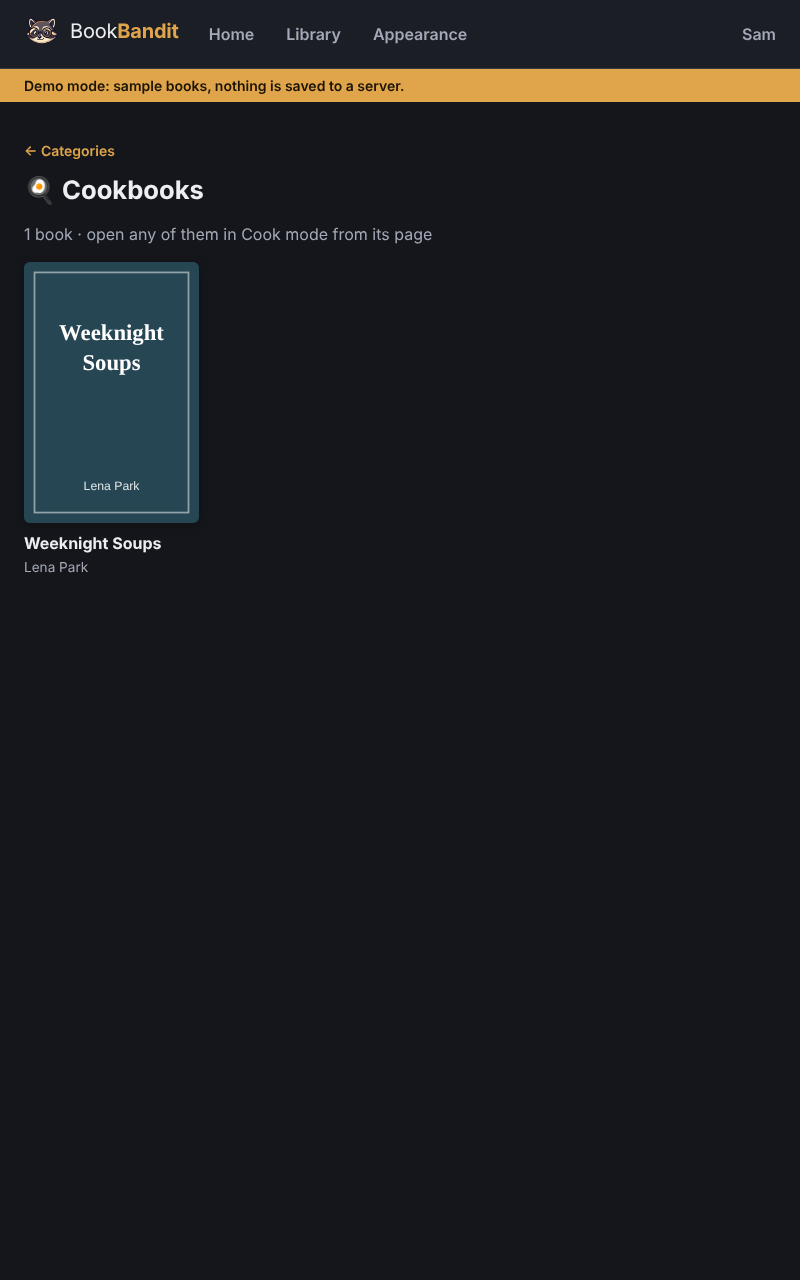 BookBandit Home Library Appearance Sam
Demo mode: sample books, nothing is saved to a server.
← Categories
🍳 Cookbooks
1 book · open any of them in Cook mode from its page
Weeknight
Soups
Lena Park
Weeknight Soups
Lena Park